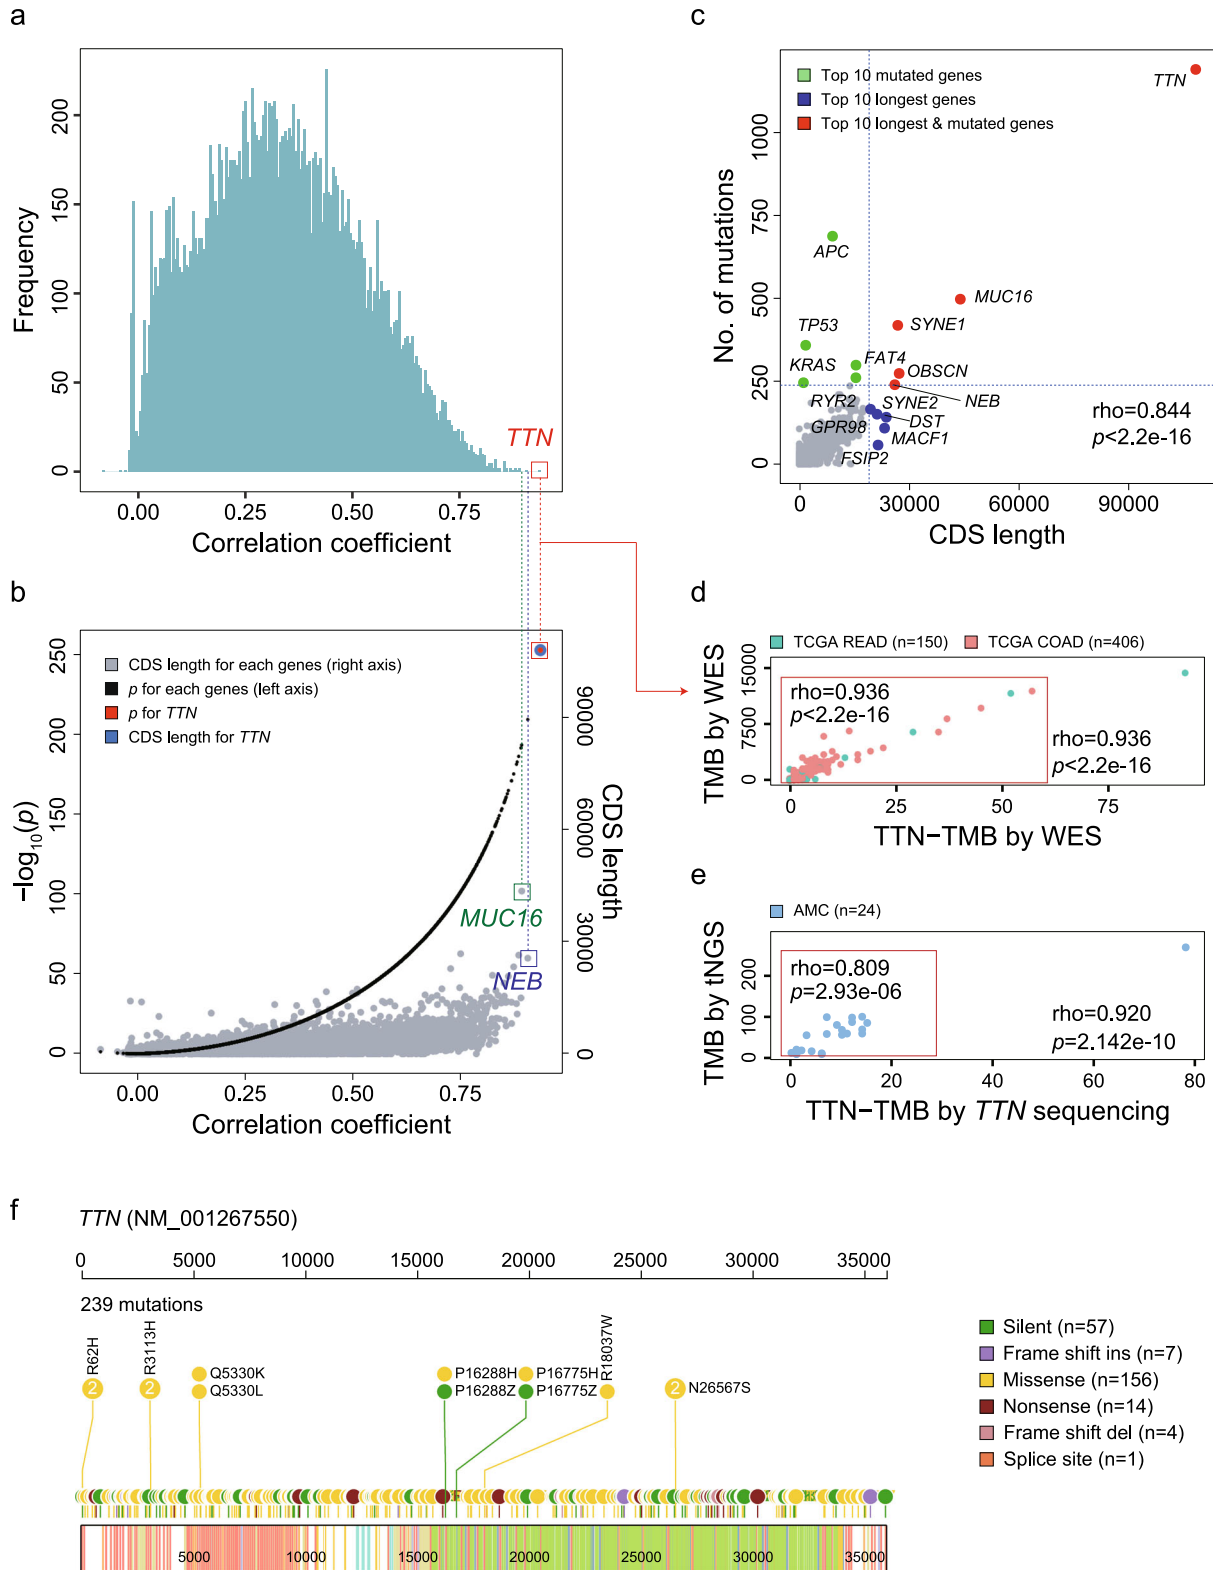 a
200
150
100
50
0
Frequency
TTN
0.00 0.25 0.50 0.75
Correlation coefficient
b
250
200
150
100
50
0
−log10(p)
CDS length for each genes (right axis)
p for each genes (left axis)
p for TTN
CDS length for TTN
MUC16
NEB
900000
60000
30000
0
CDS length
0.00 0.25 0.50 0.75
Correlation coefficient
c
1000
750
500
250
0
No. of mutations
Top 10 mutated genes
Top 10 longest genes
Top 10 longest & mutated genes
TTN
APC
MUC16
SYNE1
TP53
FAT4
KRAS
OBSCN
RYR2
SYNE2
NEB
GPR98
DST
MACF1
FSIP2
rho=0.844
p<2.2e-16
0 30000 60000 90000
CDS length
d
TCGA READ (n=150) TCGA COAD (n=406)
15000
7500
0
TMB by WES
rho=0.936
p<2.2e-16
rho=0.936
p<2.2e-16
0 25 50 75
TTN−TMB by WES
e
AMC (n=24)
200
100
0
TMB by tNGS
rho=0.809
p=2.93e-06
rho=0.920
p=2.142e-10
0 20 40 60 80
TTN−TMB by TTN sequencing
f
TTN (NM_001267550)
0 5000 10000 15000 20000 25000 30000 35000
239 mutations
R62H
2
R3113H
2
Q5330K
Q5330L
P16288H
P16288Z
P16775H
P16775Z
R18037W
2 N26567S
Silent (n=57)
Frame shift ins (n=7)
Missense (n=156)
Nonsense (n=14)
Frame shift del (n=4)
Splice site (n=1)
5000 10000 15000 20000 25000 30000 35000